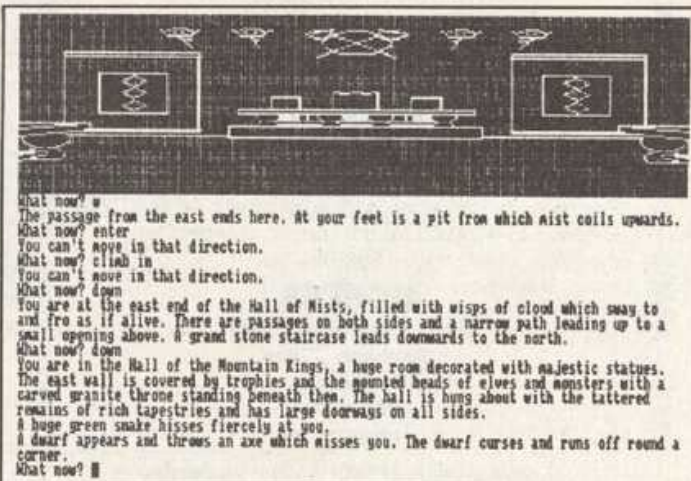 What now? w
The passage from the east ends here. At your feet is a pit from which mist coils upwards.
What now? enter
You can't move in that direction.
What now? climb in
You can't move in that direction.
What now? down
You are at the east end of the Hall of Mists, filled with wisps of cloud which sway to
and fro as if alive. There are passages on both sides and a narrow path leading up to a
small opening above. A grand stone staircase leads downwards to the north.
What now? down
You are in the Hall of the Mountain Kings, a huge room decorated with majestic statues.
The east wall is covered by trophies and the mounted heads of elves and monsters with a
carved granite throne standing beneath them. The hall is hung about with the tattered
remains of rich tapestries and has large doorways on all sides.
A huge green snake hisses fiercely at you.
A dwarf appears and throws an axe which misses you. The dwarf curses and runs off round a
corner.
What now?